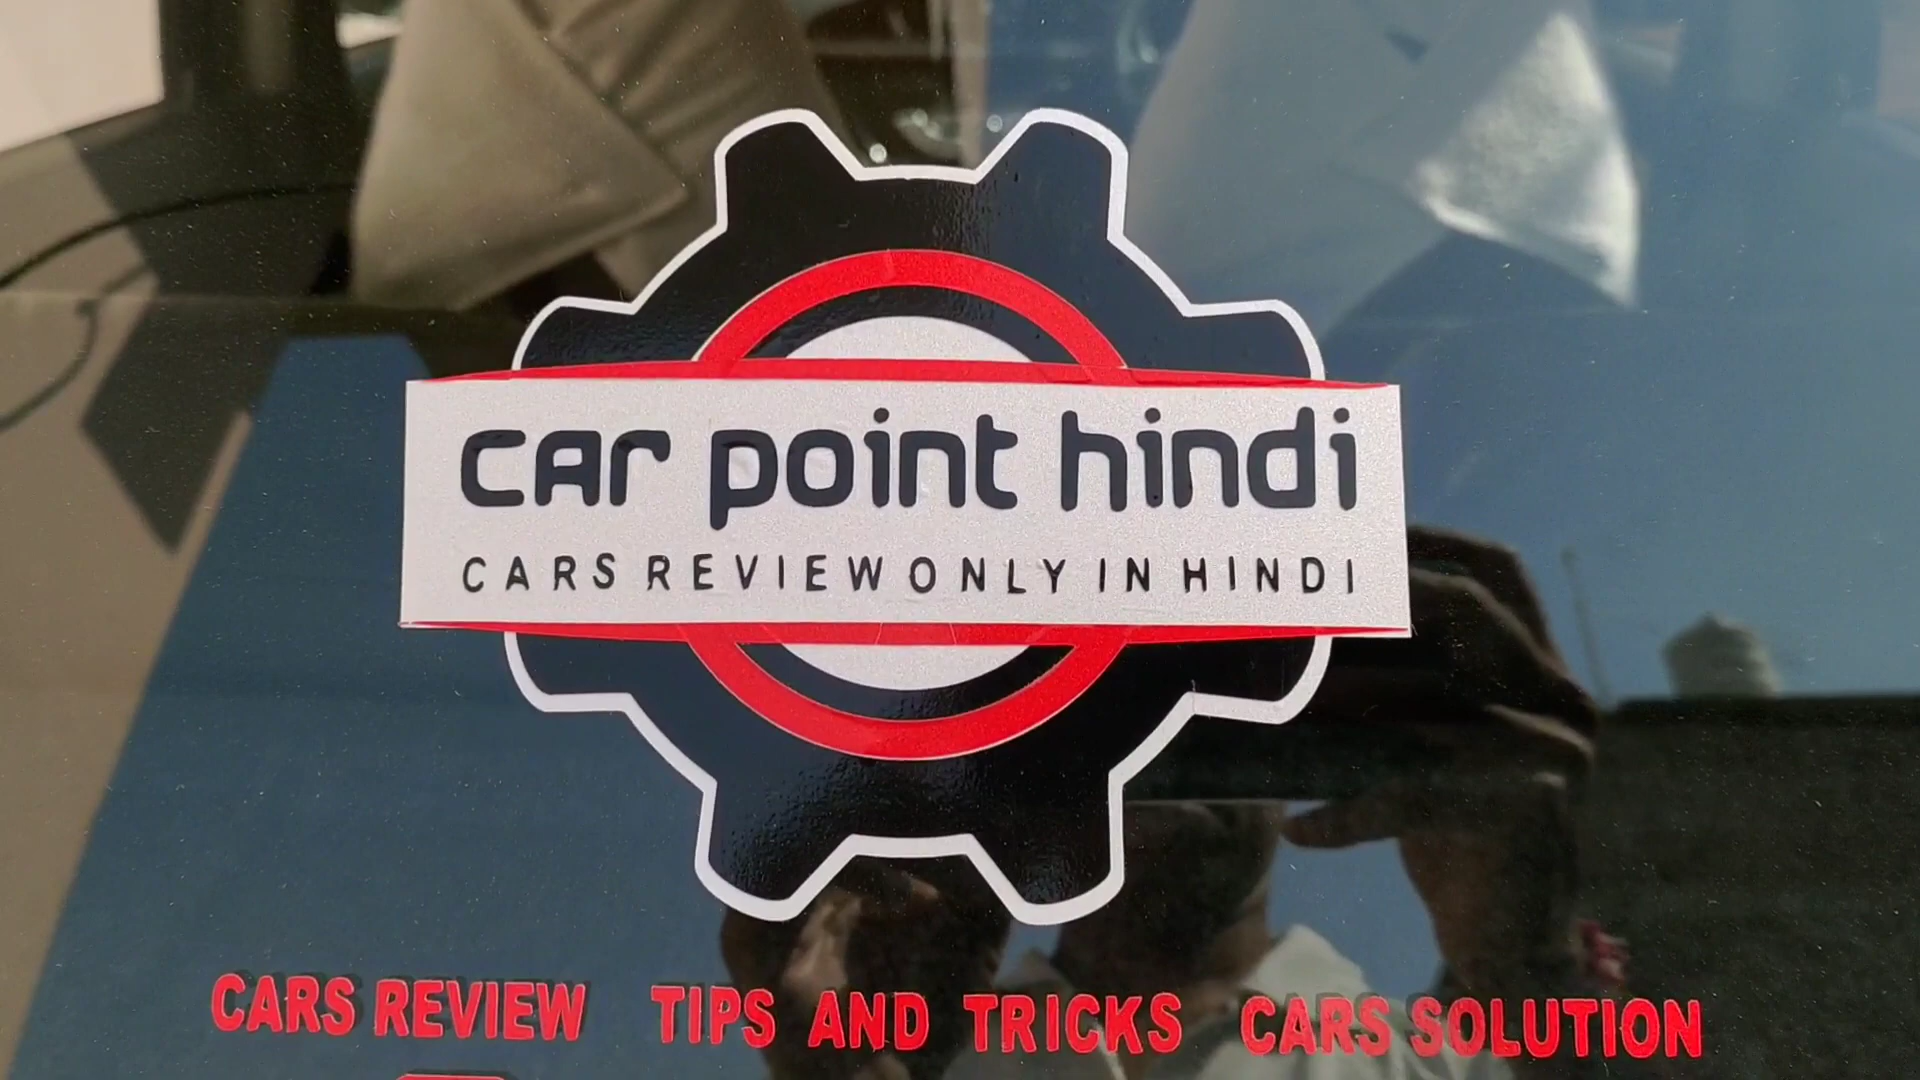 car point hindi
CARS REVIEW ONLY IN HINDI
CARS REVIEW TIPS AND TRICKS CARS SOLUTION